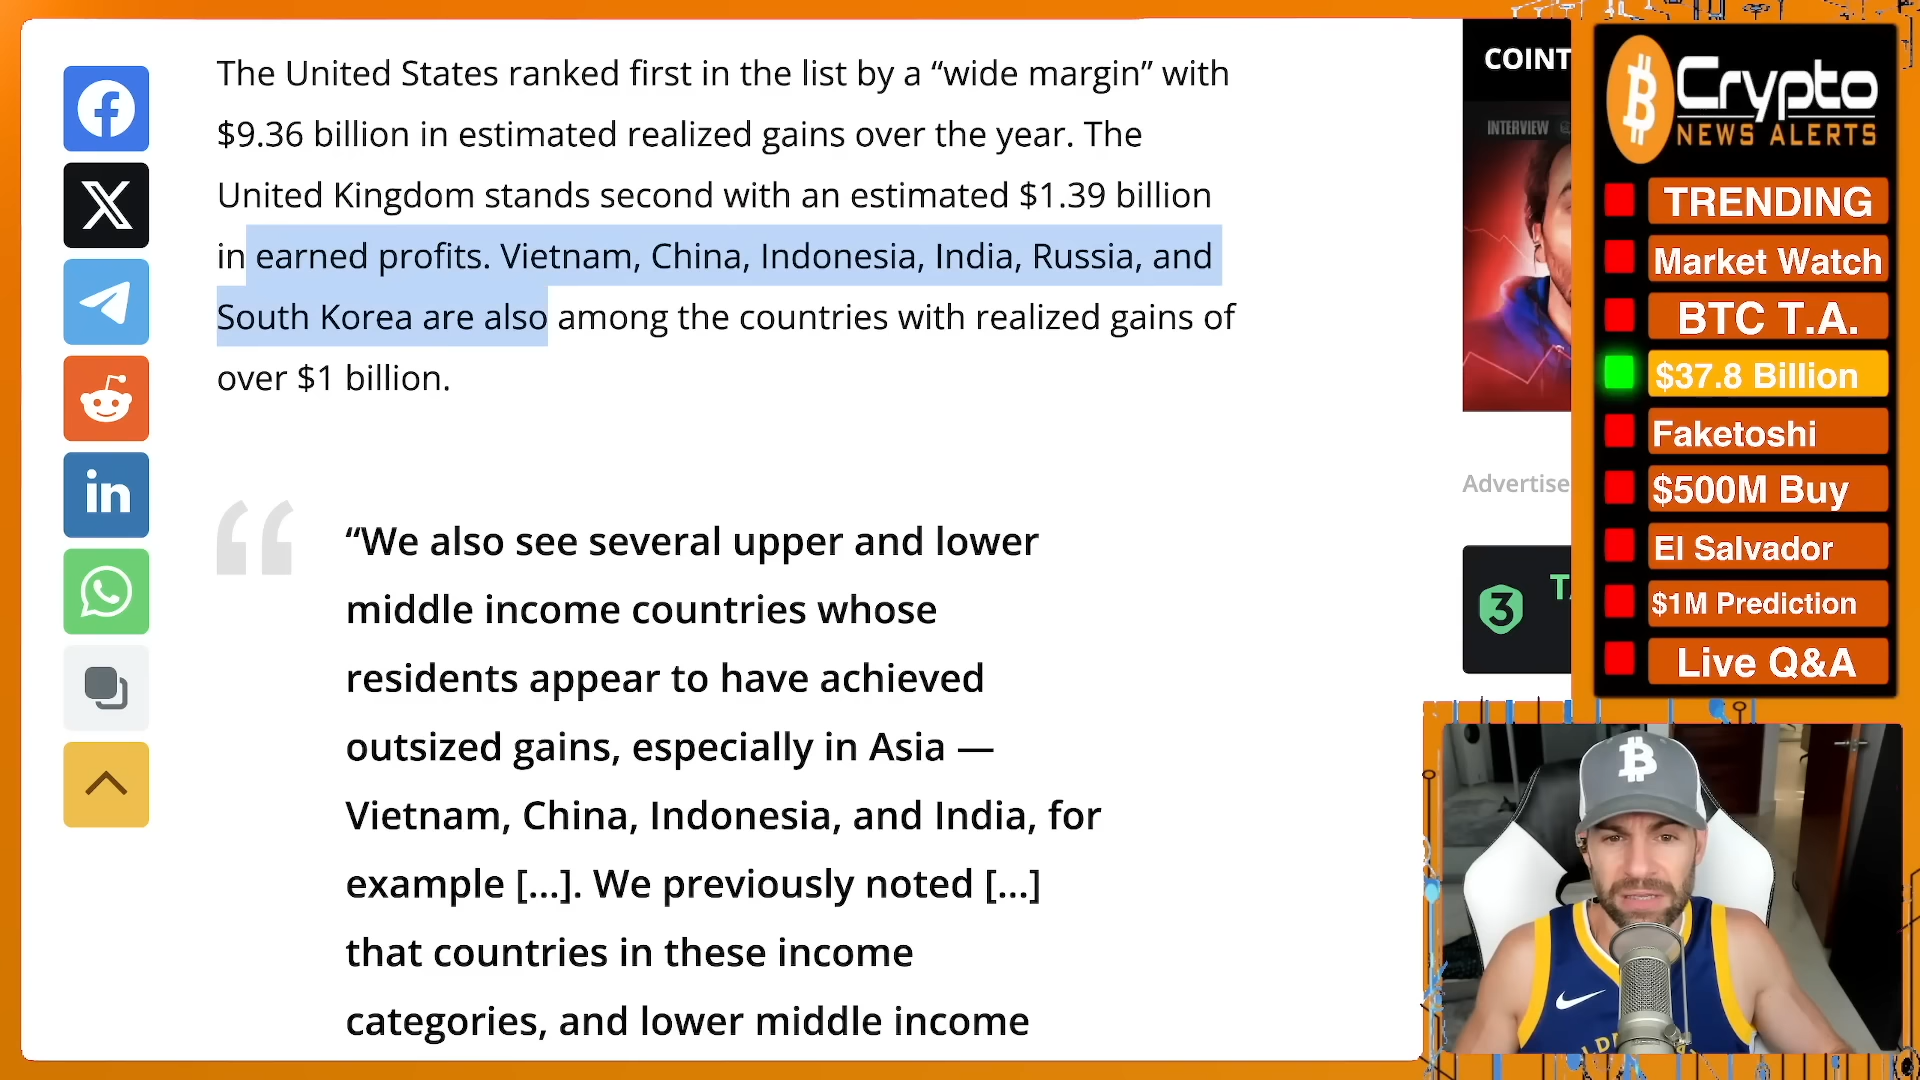 The United States ranked first in the list by a “wide margin” with
$9.36 billion in estimated realized gains over the year. The
United Kingdom stands second with an estimated $1.39 billion
in earned profits. Vietnam, China, Indonesia, India, Russia, and
South Korea are also among the countries with realized gains of
over $1 billion.
“We also see several upper and lower
middle income countries whose
residents appear to have achieved
outsized gains, especially in Asia —
Vietnam, China, Indonesia, and India, for
example [...]. We previously noted [...]
that countries in these income
categories, and lower middle income
COINT
INTERVIEW
Advertise
3
Crypto
NEWS ALERTS
TRENDING
Market Watch
BTC T.A.
$37.8 Billion
Faketoshi
$500M Buy
El Salvador
$1M Prediction
Live Q&A